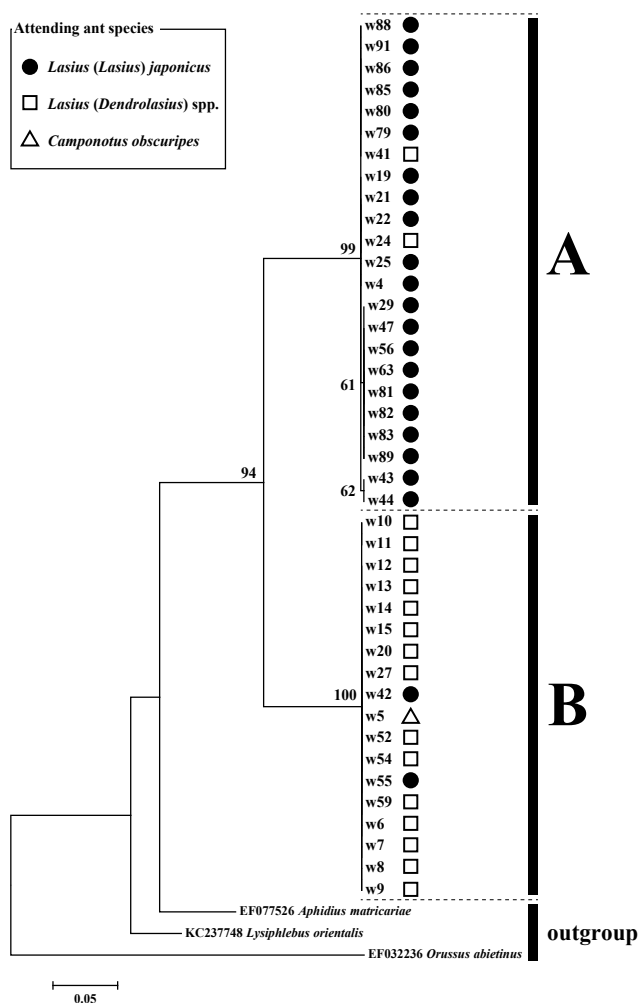 Attending ant species
Lasius (Lasius) japonicus
Lasius (Dendrolasius) spp.
Camponotus obscuripes
w88
w91
w86
w85
w80
w79
w41
w19
w21
w22
w24
w25
w4
w29
w47
w56
w63
w81
w82
w83
w89
w43
w44
w10
w11
w12
w13
w14
w15
w20
w27
w42
w5
w52
w54
w55
w59
w6
w7
w8
w9
99
61
62
94
100
A
B
EF077526 Aphidius matricariae
KC237748 Lysiphlebus orientalis
EF032236 Orussus abietinus
outgroup
0.05